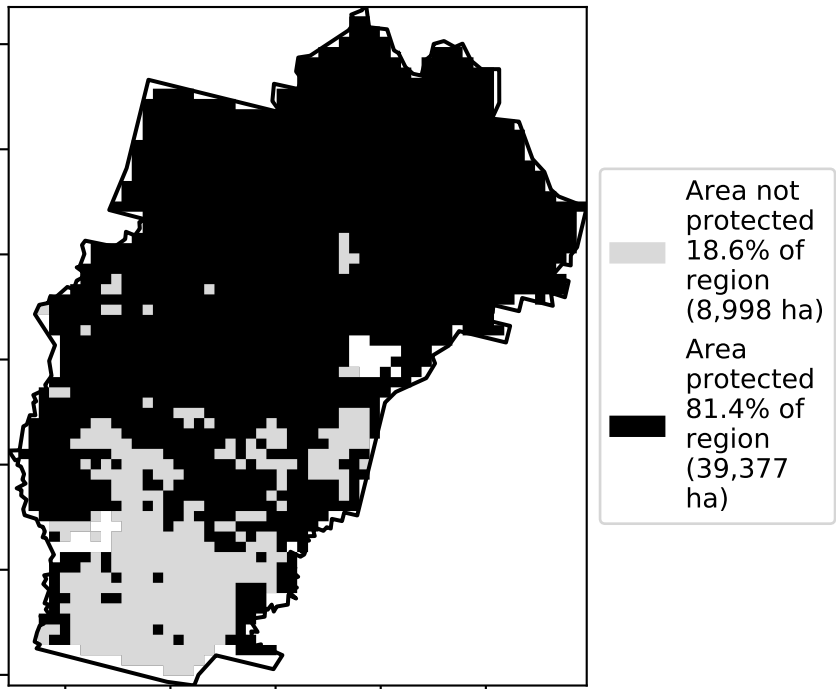 Area not
protected
18.6% of
region
(8,998 ha)
Area
protected
81.4% of
region
(39,377
ha)